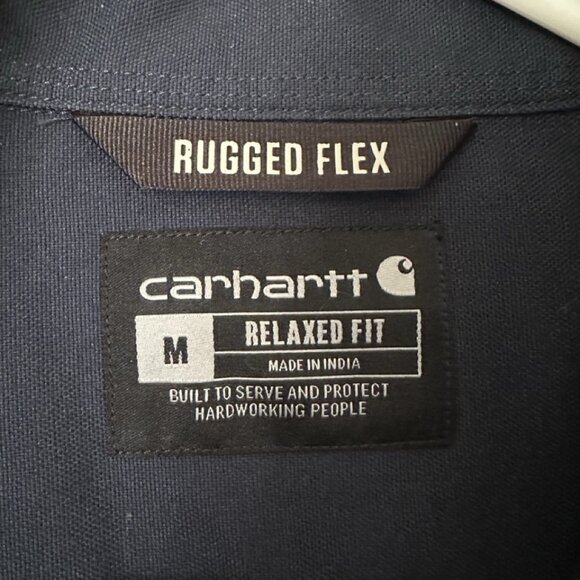 RUGGED FLEX
carhartt
M RELAXED FIT
MADE IN INDIA
BUILT TO SERVE AND PROTECT
HARDWORKING PEOPLE